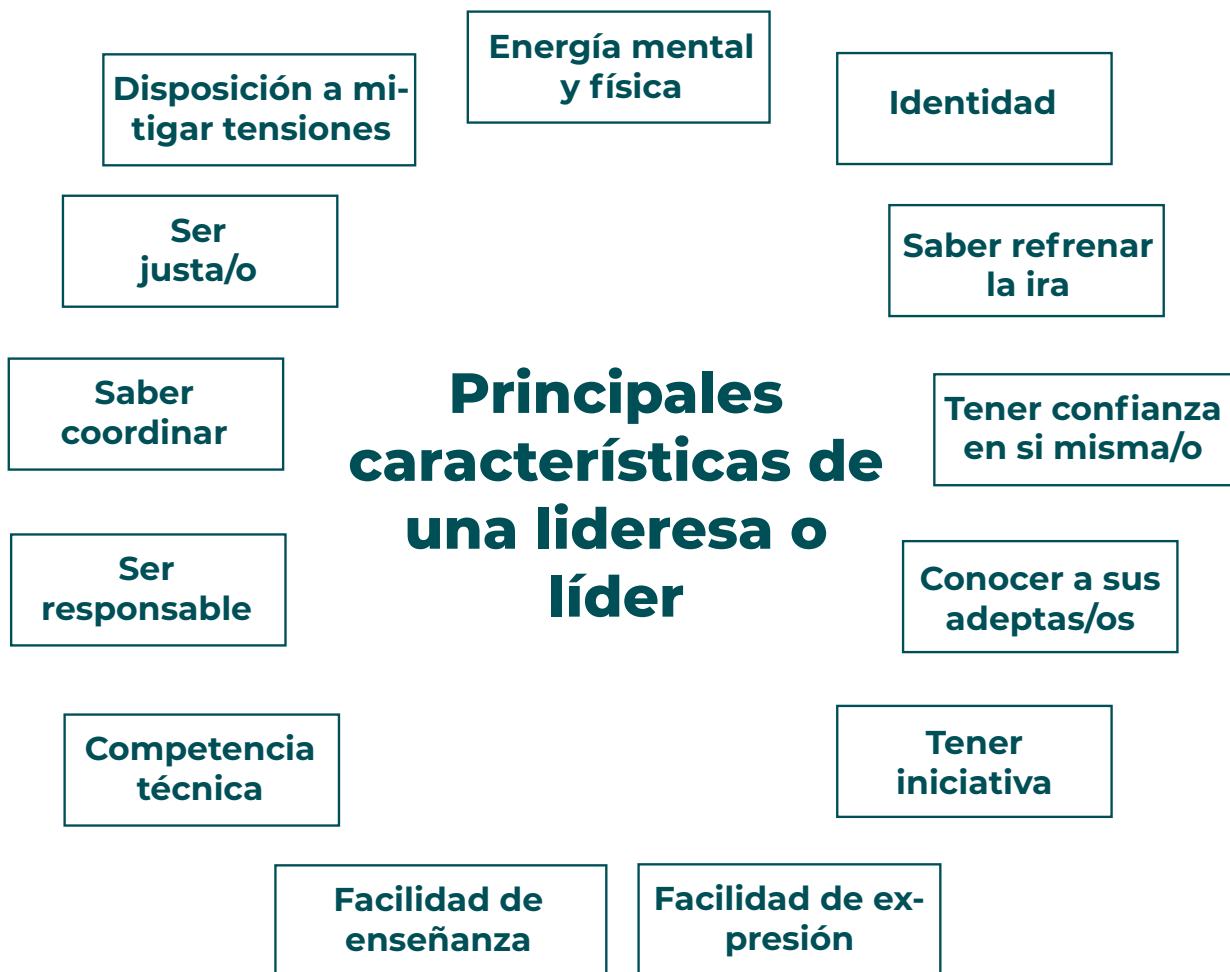 Energía mental
y física
Disposición a mi-
tigar tensiones
Identidad
Ser
justa/o
Saber refrenar
la ira
Saber
coordinar
Principales
características de
una lideresa o
líder
Tener confianza
en si misma/o
Ser
responsable
Conocer a sus
adeptas/os
Competencia
técnica
Tener
iniciativa
Facilidad de
enseñanza
Facilidad de ex-
presión